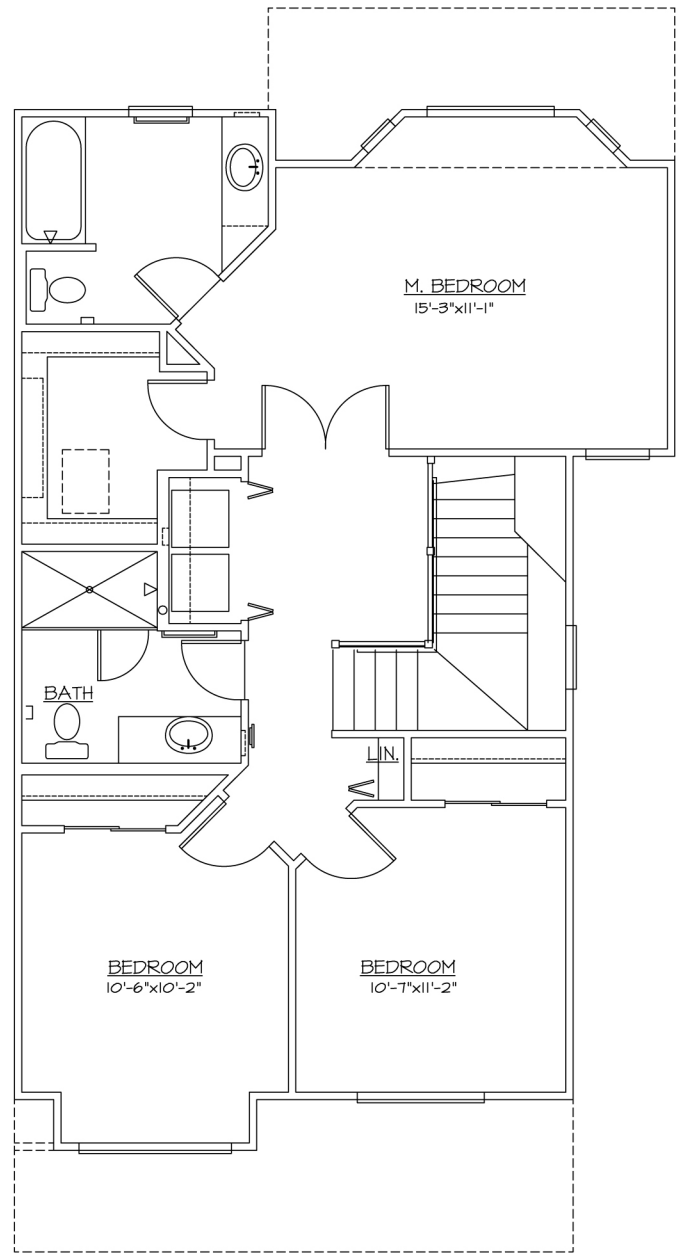 M. BEDROOM
15'-3"x11'-1"
BATH
LIN.
BEDROOM
10'-6"x10'-2"
BEDROOM
10'-7"x11'-2"